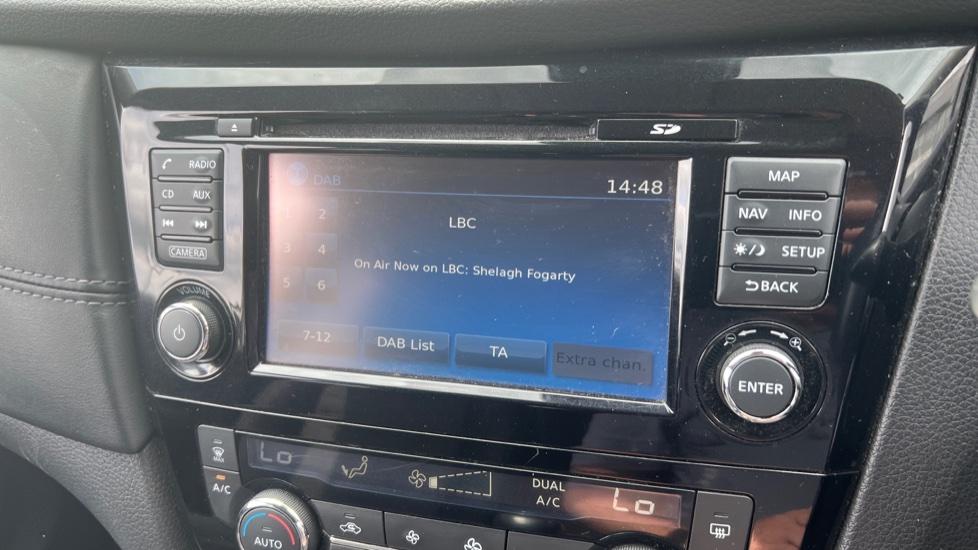 SD
RADIO
CD AUX
CAMERA
VOLUME
MAP
NAV INFO
SETUP
BACK
ENTER
DAB 14:48
1 2
3 4
5 6
LBC
On Air Now on LBC: Shelagh Fogarty
7-12 DAB List TA Extra chan.
MAX
A/C
Lo
DUAL
A/C
Lo
AUTO